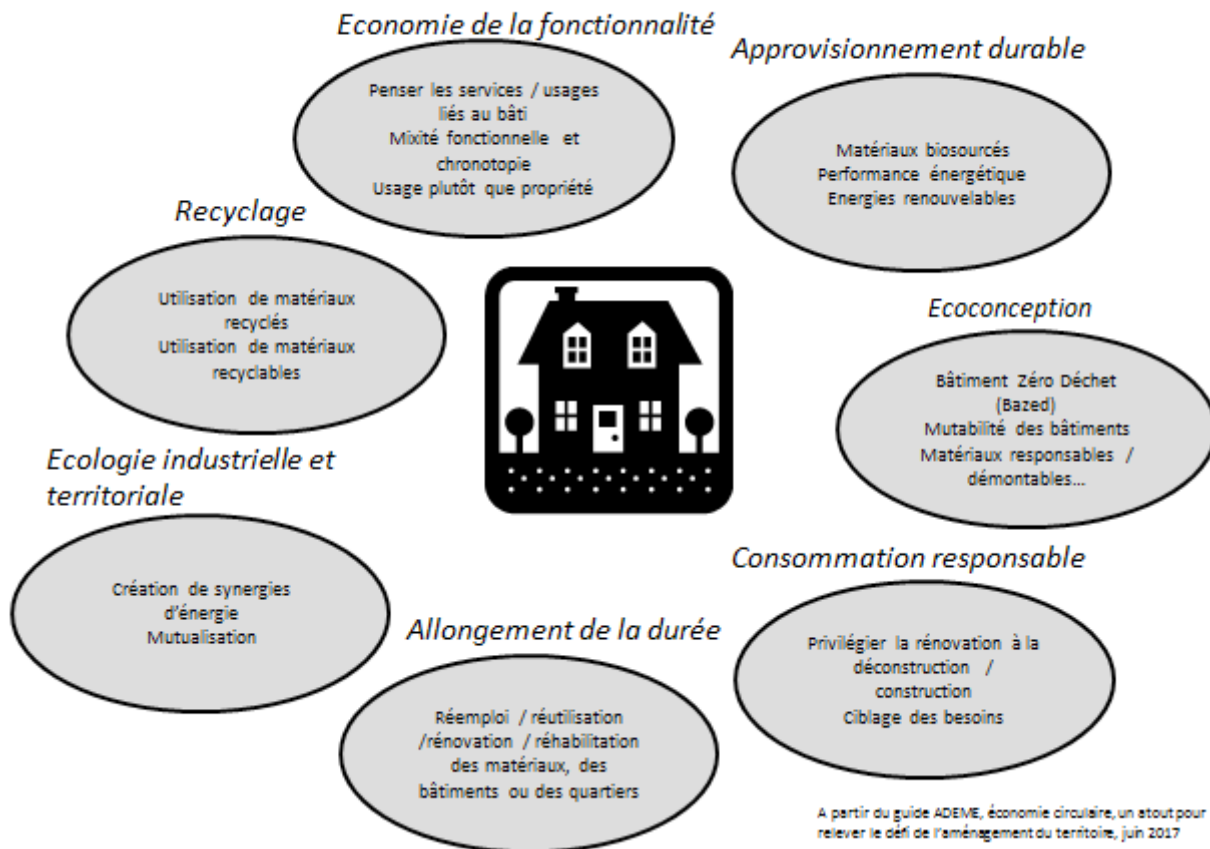 Economie de la fonctionnalité
Penser les services / usages
liés au bâti
Mixité fonctionnelle et
chronotopie
Usage plutôt que propriété
Approvisionnement durable
Matériaux biosourcés
Performance énergétique
Energies renouvelables
Recyclage
Utilisation de matériaux
recyclés
Utilisation de matériaux
recyclables
Ecoconception
Bâtiment Zéro Déchet
(Bazed)
Mutabilité des bâtiments
Matériaux responsables /
démontables...
Ecologie industrielle et
territoriale
Création de synergies
d'énergie
Mutualisation
Consommation responsable
Privilégier la rénovation à la
déconstruction /
construction
Ciblage des besoins
Allongement de la durée
Réemploi / réutilisation
/rénovation / réhabilitation
des matériaux, des
bâtiments ou des quartiers
A partir du guide ADEME, économie circulaire, un atout pour
relever le défi de l'aménagement du territoire, juin 2017